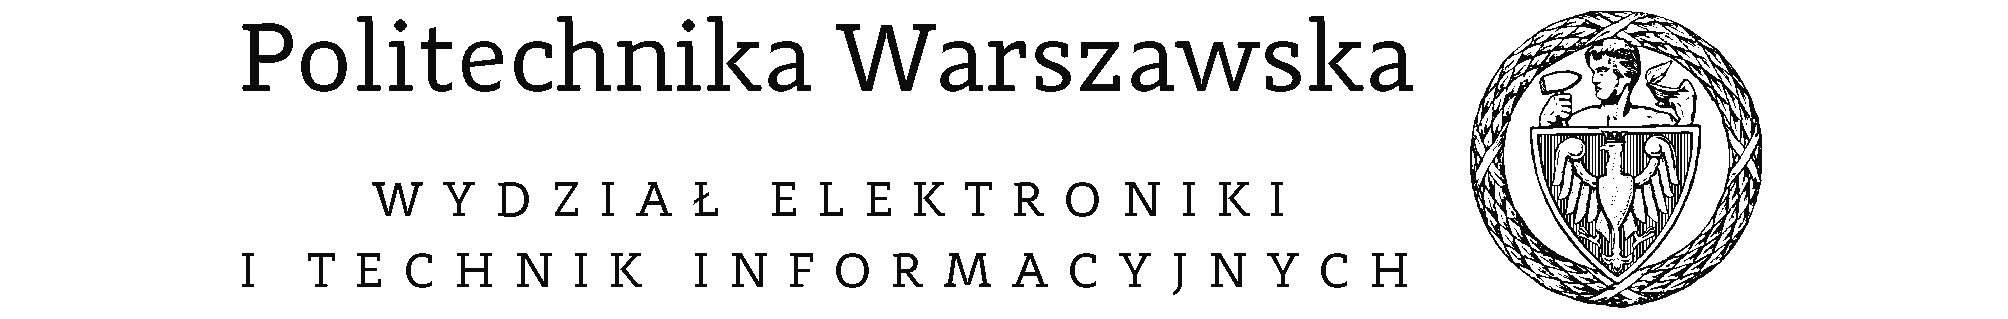 Politechnika Warszawska
WYDZIAŁ ELEKTRONIKI
I TECHNIK INFORMACYJNYCH